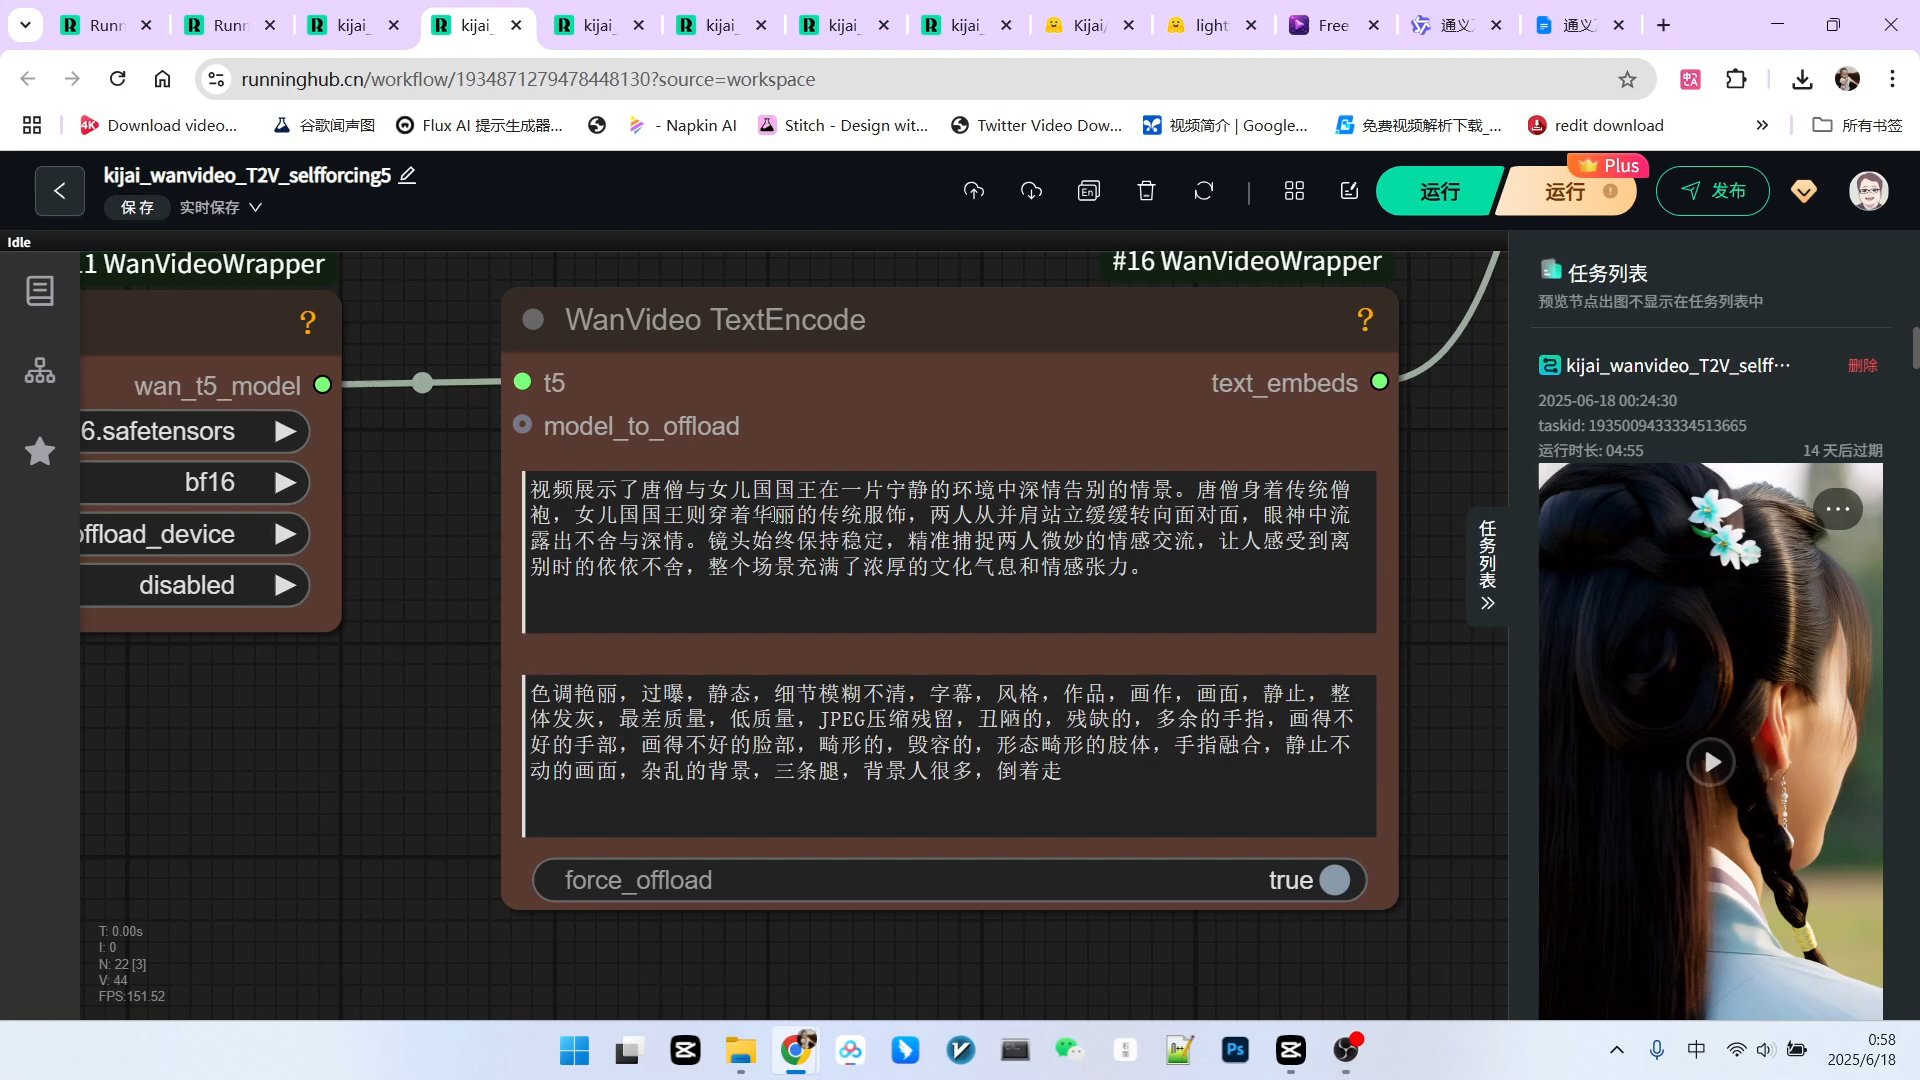 Runn
Runn
kijai_
kijai_
kijai_
kijai_
kijai_
kijai_
Kijai/
light
Free
通义
通义
runninghub.cn/workflow/1934871279478448130?source=workspace
Download video...
谷歌闻声图
Flux AI 提示生成器...
- Napkin AI
Stitch - Design wit...
Twitter Video Dow...
视频简介 | Google...
免费视频解析下载_...
redit download
所有书签
kijai_wanvideo_T2V_selfforcing5
保存
实时保存
运行
运行
Plus
发布
Idle
WanVideoWrapper
wan_t5_model
6.safetensors
bf16
offload_device
disabled
#16 WanVideoWrapper
WanVideo TextEncode
?
?
t5
text_embeds
model_to_offload
视频展示了唐僧与女儿国国王在一片宁静的环境中深情告别的情景。唐僧身着传统僧
袍，女儿国国王则穿着华丽的传统服饰，两人从并肩站立缓缓转向面对面，眼神中流
露出不舍与深情。镜头始终保持稳定，精准捕捉两人微妙的情感交流，让人感受到离
别时的依依不舍，整个场景充满了浓厚的文化气息和情感张力。
色调艳丽，过曝，静态，细节模糊不清，字幕，风格，作品，画作，画面，静止，整
体发灰，最差质量，低质量，JPEG压缩残留，丑陋的，残缺的，多余的手指，画得不
好的手部，画得不好的脸部，畸形的，毁容的，形态畸形的肢体，手指融合，静止不
动的画面，杂乱的背景，三条腿，背景人很多，倒着走
force_offload
true
T: 0.00s
I: 0
N: 22 [3]
V: 44
FPS:151.52
任务列表
任务列表
预览节点出图不显示在任务列表中
kijai_wanvideo_T2V_selff···
删除
2025-06-18 00:24:30
taskid: 1935009433334513665
运行时长: 04:55
14 天后过期
中
0:58
2025/6/18